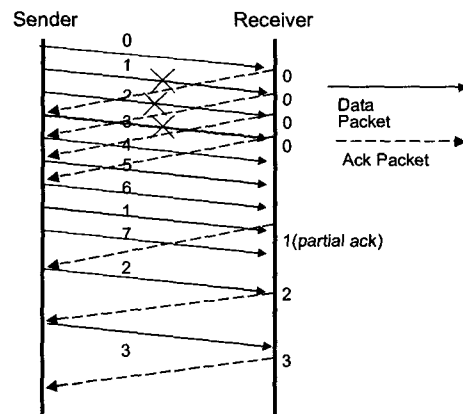 Sender
Receiver
0
1
2
3
4
5
6
1
7
2
3
0
0
0
0
1(partial ack)
2
3
Data
Packet
Ack Packet